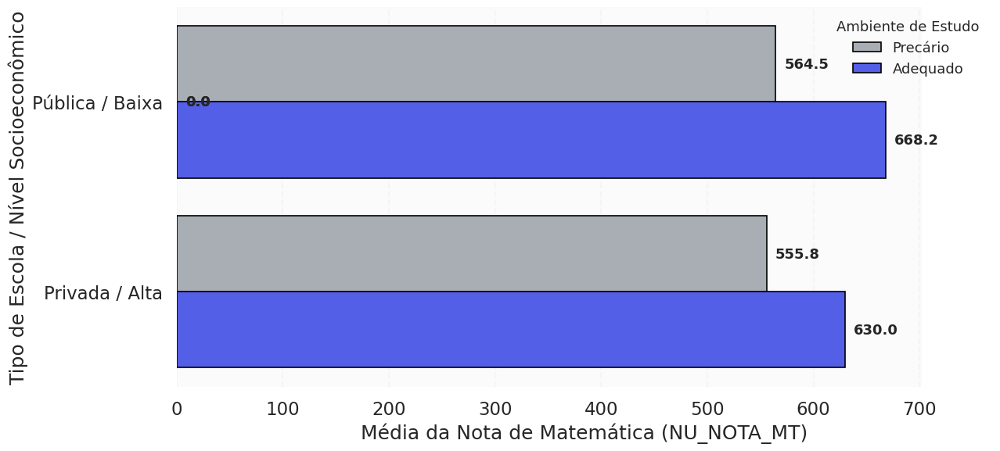 Tipo de Escola / Nível Socioeconômico
Ambiente de Estudo
Precário
Adequado
564.5
Pública / Baixa
0.0
668.2
555.8
Privada / Alta
630.0
0 100 200 300 400 500 600 700
Média da Nota de Matemática (NU_NOTA_MT)